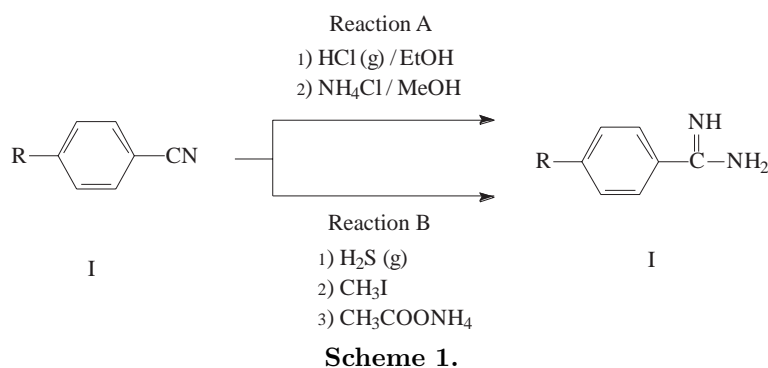 Reaction A
1) HCl (g) / EtOH
2) NH4Cl / MeOH
R
CN
NH
R
C
NH2
Reaction B
I
I
1) H2S (g)
2) CH3I
3) CH3COONH4
Scheme 1.